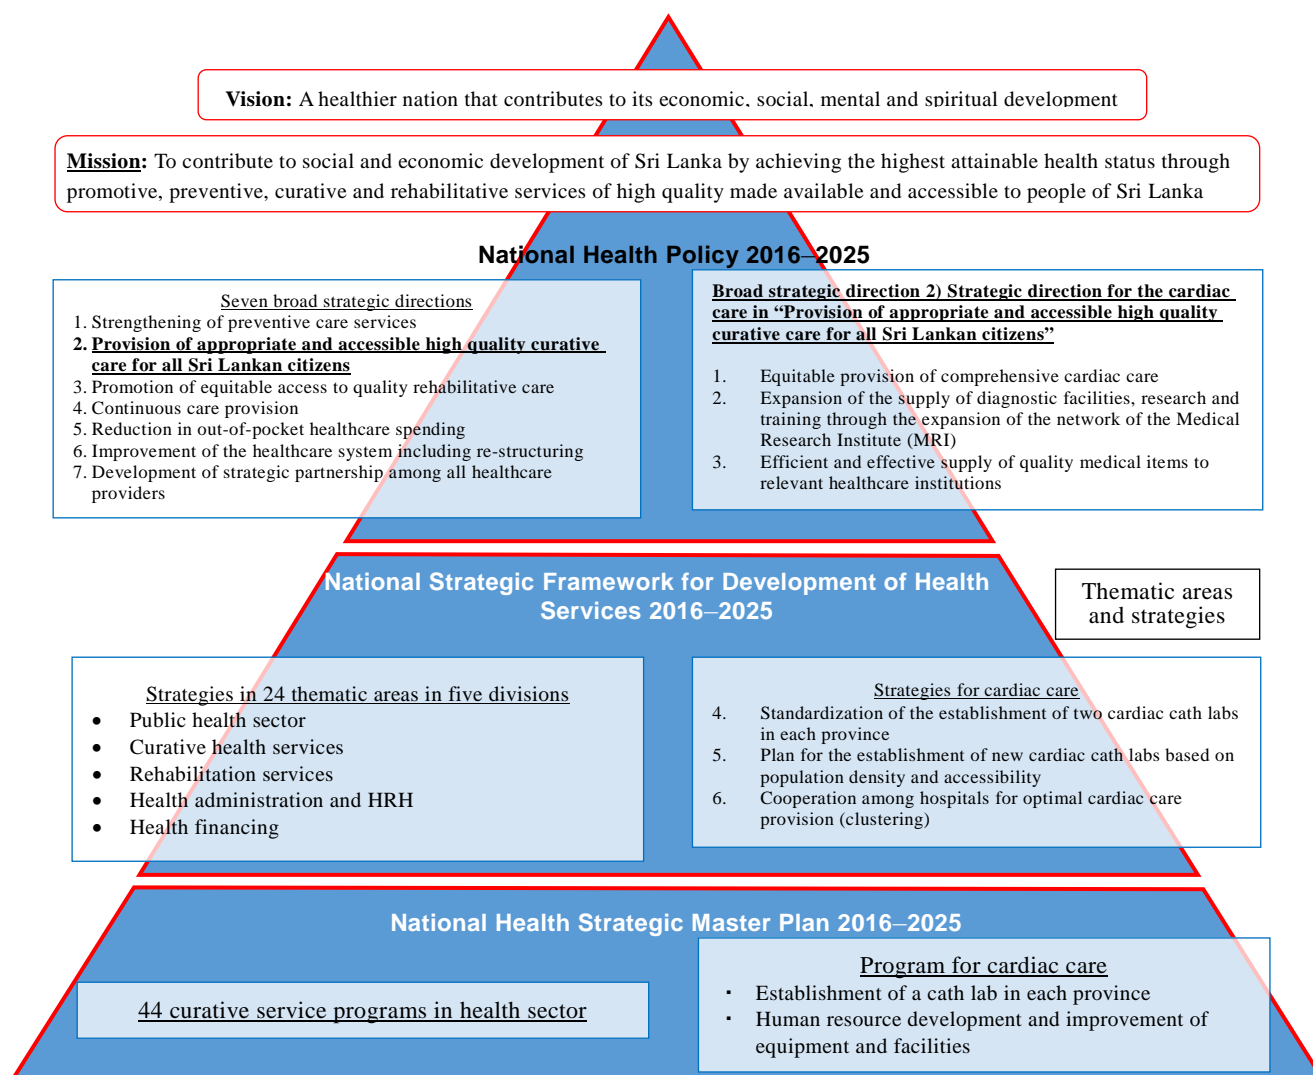 Vision: A healthier nation that contributes to its economic, social, mental and spiritual development
Mission: To contribute to social and economic development of Sri Lanka by achieving the highest attainable health status through
promotive, preventive, curative and rehabilitative services of high quality made available and accessible to people of Sri Lanka
National Health Policy 2016–2025
Seven broad strategic directions
1. Strengthening of preventive care services
2. Provision of appropriate and accessible high quality curative
care for all Sri Lankan citizens
3. Promotion of equitable access to quality rehabilitative care
4. Continuous care provision
5. Reduction in out-of-pocket healthcare spending
6. Improvement of the healthcare system including re-structuring
7. Development of strategic partnership among all healthcare
providers
Broad strategic direction 2) Strategic direction for the cardiac
care in “Provision of appropriate and accessible high quality
curative care for all Sri Lankan citizens”
1. Equitable provision of comprehensive cardiac care
2. Expansion of the supply of diagnostic facilities, research and
training through the expansion of the network of the Medical
Research Institute (MRI)
3. Efficient and effective supply of quality medical items to
relevant healthcare institutions
National Strategic Framework for Development of Health
Services 2016–2025
Thematic areas
and strategies
Strategies in 24 thematic areas in five divisions
• Public health sector
• Curative health services
• Rehabilitation services
• Health administration and HRH
• Health financing
Strategies for cardiac care
4. Standardization of the establishment of two cardiac cath labs
in each province
5. Plan for the establishment of new cardiac cath labs based on
population density and accessibility
6. Cooperation among hospitals for optimal cardiac care
provision (clustering)
National Health Strategic Master Plan 2016–2025
44 curative service programs in health sector
Program for cardiac care
▪ Establishment of a cath lab in each province
▪ Human resource development and improvement of
equipment and facilities